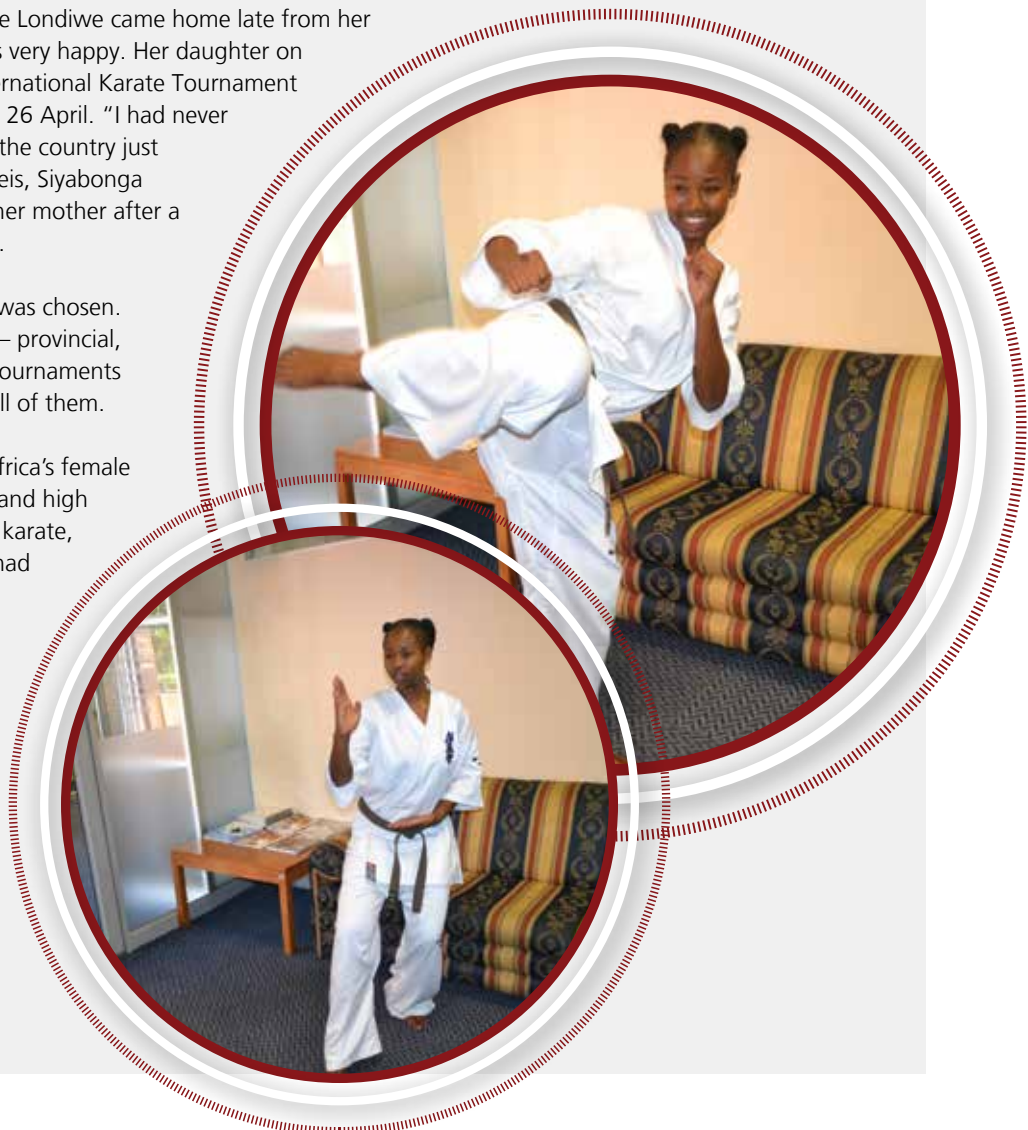 e Londiwe came home late from her
s very happy. Her daughter on
ernational Karate Tournament
26 April. “I had never
the country just
eis, Siyabonga
her mother after a
.
was chosen.
– provincial,
ournaments
ll of them.
frica’s female
and high
karate,
had